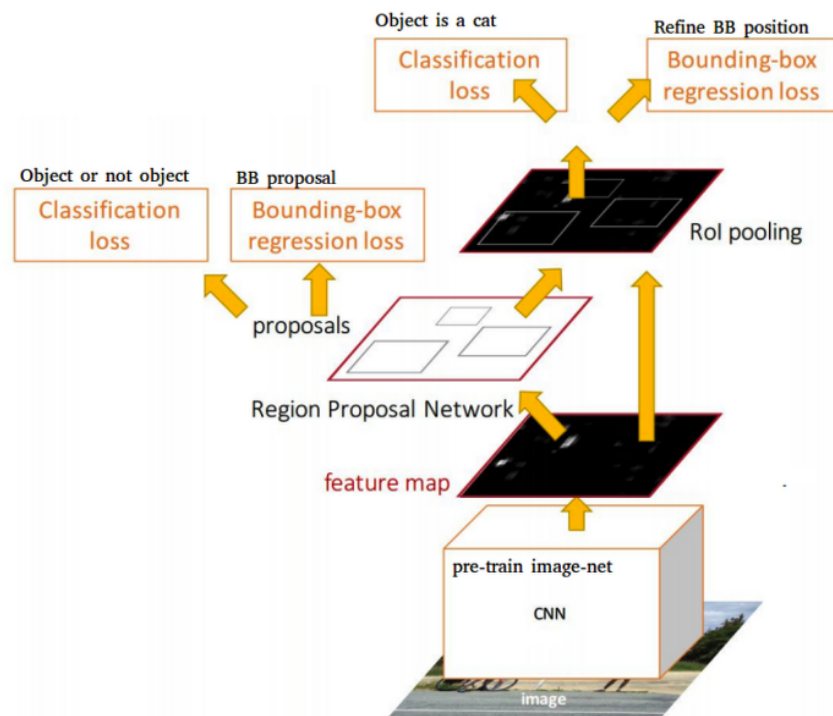 Object is a cat
Refine BB position
Classification
loss
Bounding-box
regression loss
Object or not object
BB proposal
Classification
loss
Bounding-box
regression loss
RoI pooling
proposals
Region Proposal Network
feature map
pre-train image-net
CNN
image